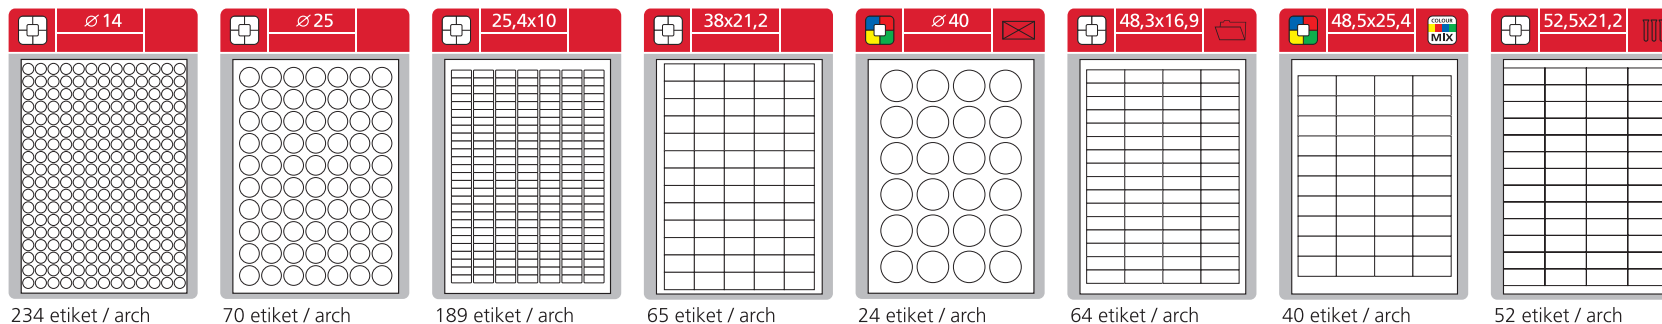 ⌀ 14
234 etiket / arch
⌀ 25
70 etiket / arch
25,4x10
189 etiket / arch
38x21,2
65 etiket / arch
⌀ 40
24 etiket / arch
48,3x16,9
64 etiket / arch
48,5x25,4
COLOUR
MIX
40 etiket / arch
52,5x21,2
52 etiket / arch